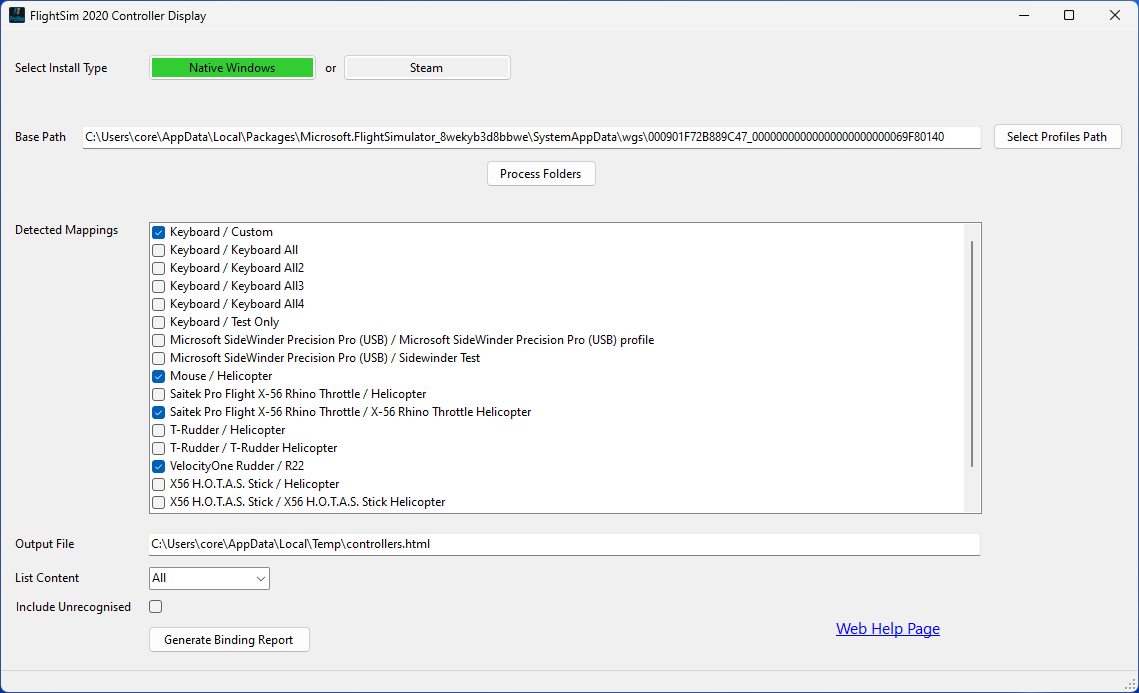 FlightSim 2020 Controller Display
Select Install Type Native Windows or Steam
Base Path C:\Users\core\AppData\Local\Packages\Microsoft.FlightSimulator_8wekyb3d8bbwe\SystemAppData\wgs\000901F72B889C47_00000000000000000000000069F80140 Select Profiles Path
Process Folders
Detected Mappings
Keyboard / Custom
Keyboard / Keyboard All
Keyboard / Keyboard All2
Keyboard / Keyboard All3
Keyboard / Keyboard All4
Keyboard / Test Only
Microsoft SideWinder Precision Pro (USB) / Microsoft SideWinder Precision Pro (USB) profile
Microsoft SideWinder Precision Pro (USB) / Sidewinder Test
Mouse / Helicopter
Saitek Pro Flight X-56 Rhino Throttle / Helicopter
Saitek Pro Flight X-56 Rhino Throttle / X-56 Rhino Throttle Helicopter
T-Rudder / Helicopter
T-Rudder / T-Rudder Helicopter
VelocityOne Rudder / R22
X56 H.O.T.A.S. Stick / Helicopter
X56 H.O.T.A.S. Stick / X56 H.O.T.A.S. Stick Helicopter
Output File C:\Users\core\AppData\Local\Temp\controllers.html
List Content All
Include Unrecognised
Web Help Page
Generate Binding Report